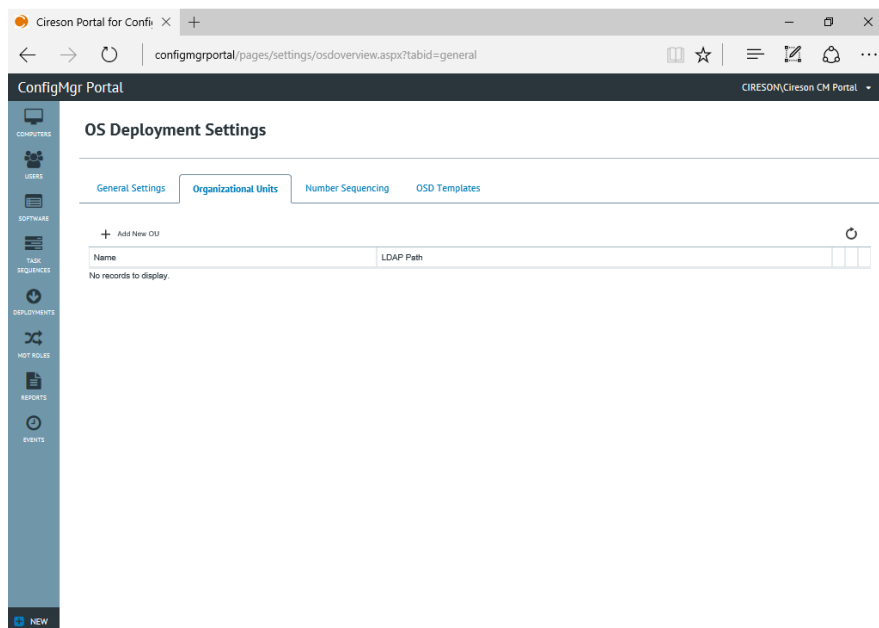 Cireson Portal for Confi
configmgrportal/pages/settings/osdoverview.aspx?tabid=general
ConfigMgr Portal
CIRESON\Cireson CM Portal
COMPUTERS
USERS
SOFTWARE
TASK
SEQUENCES
DEPLOYMENTS
MDT ROLES
REPORTS
EVENTS
NEW
OS Deployment Settings
General Settings Organizational Units Number Sequencing OSD Templates
Add New OU
Name LDAP Path
No records to display.